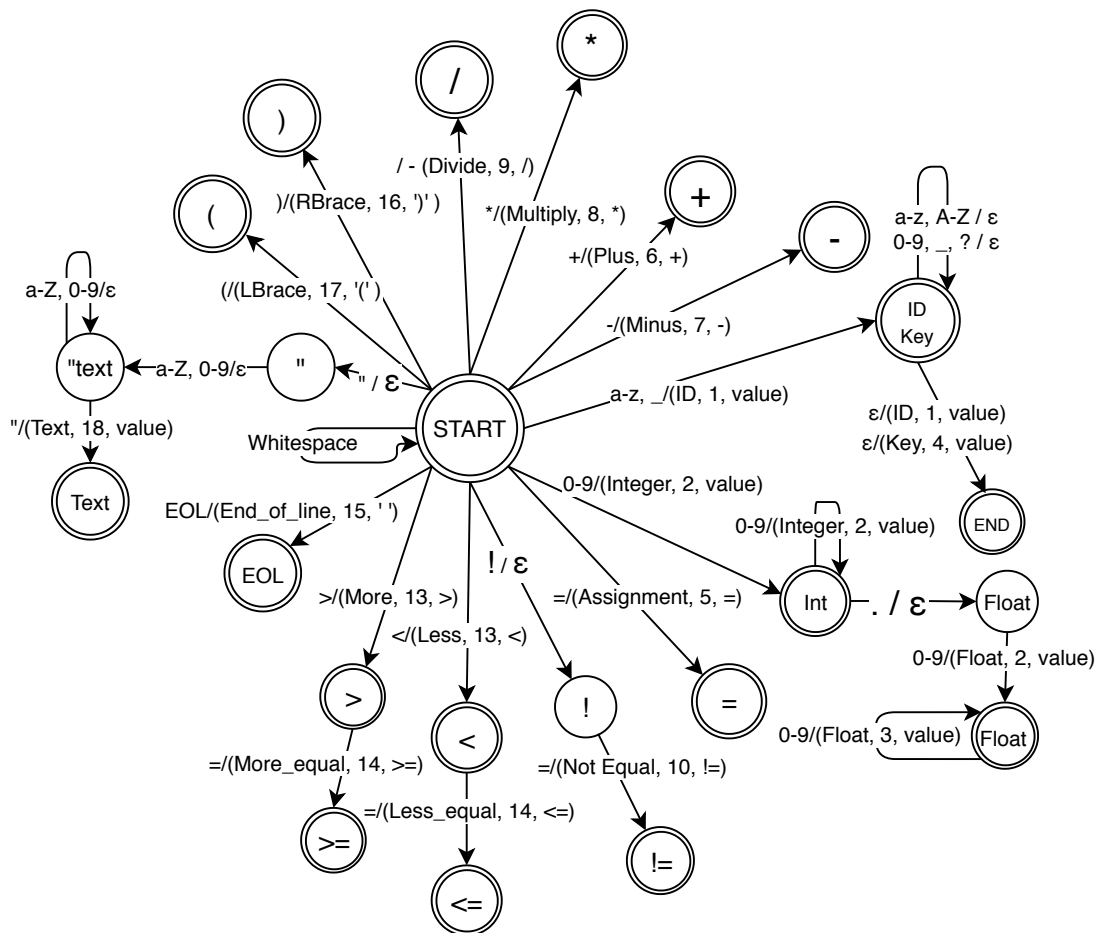 *
/
)
/ - (Divide, 9, /)
+
a-z, A-Z / ε
)/(RBrace, 16, ')' )
(
*/(Multiply, 8, *)
0-9, _, ? / ε
-
+/(Plus, 6, +)
a-Z, 0-9/ε
(/(LBrace, 17, '(' )
ID
Key
-/(Minus, 7, -)
"text
a-Z, 0-9/ε
"
" / ε
a-z, _/(ID, 1, value)
ε/(ID, 1, value)
"/(Text, 18, value)
START
Whitespace
ε/(Key, 4, value)
0-9/(Integer, 2, value)
Text
EOL/(End_of_line, 15, ' ')
0-9/(Integer, 2, value)
END
! / ε
EOL
>/(More, 13, >)
=/(Assignment, 5, =)
Int
. / ε
Float
</(Less, 13, <)
0-9/(Float, 2, value)
>
!
=
<
0-9/(Float, 3, value)
Float
=/(More_equal, 14, >=)
=/(Not Equal, 10, !=)
=/(Less_equal, 14, <=)
>=
!=
<=